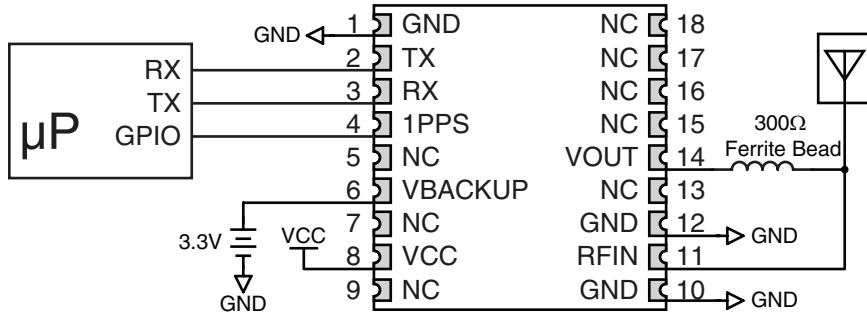 GND 1 GND NC 18
RX 2 TX NC 17
TX 3 RX NC 16
µP GPIO 4 1PPS NC 15 300Ω
5 NC VOUT 14 Ferrite Bead
6 VBACKUP NC 13
3.3V VCC 7 NC GND 12 GND
8 VCC RFIN 11
GND 9 NC GND 10 GND